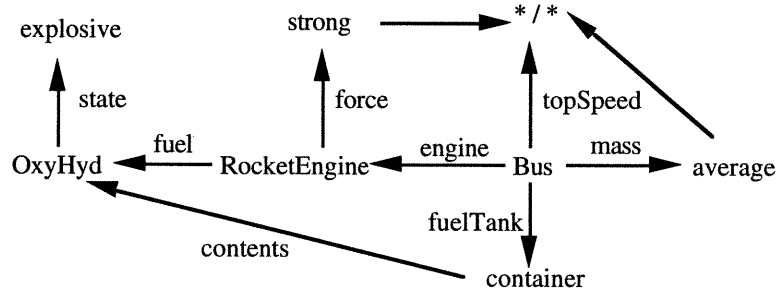 explosive
strong
* / *
state
force
topSpeed
fuel
engine
mass
OxyHyd
RocketEngine
Bus
average
fuelTank
contents
container